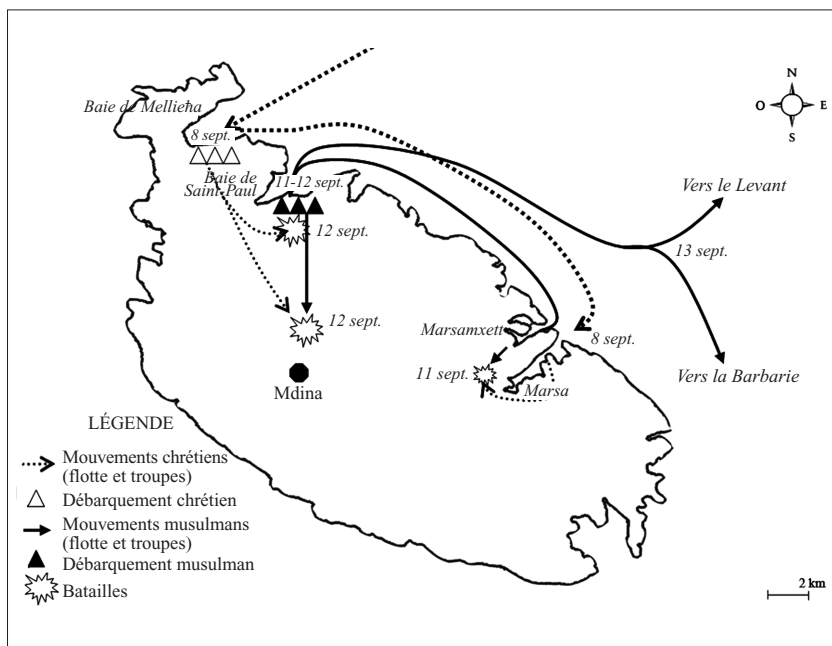 Baie de Mellieħa
N
O
E
S
8 sept.
Baie de
Saint-Paul
11-12 sept.
Vers le Levant
12 sept.
13 sept.
12 sept.
Marsamxett
8 sept.
11 sept.
Marsa
Vers la Barbarie
Mdina
LÉGENDE
Mouvements chrétiens
(flotte et troupes)
Débarquement chrétien
Mouvements musulmans
(flotte et troupes)
Débarquement musulman
Batailles
2 km